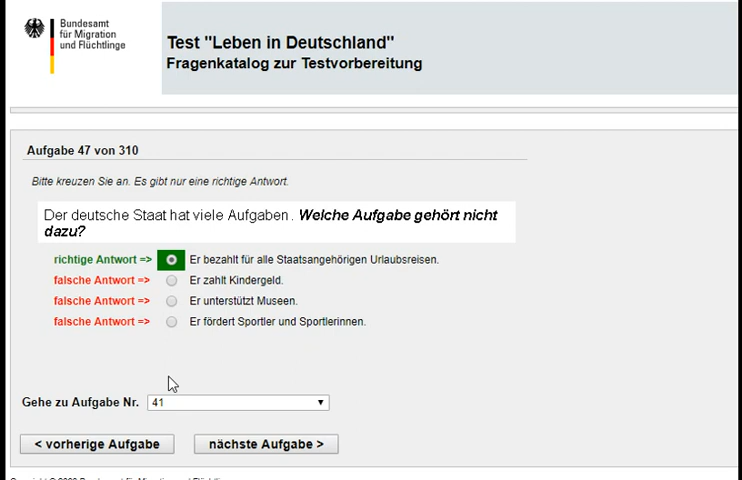 Bundesamt
für Migration
und Flüchtlinge
Test "Leben in Deutschland"
Fragenkatalog zur Testvorbereitung
Aufgabe 47 von 310
Bitte kreuzen Sie an. Es gibt nur eine richtige Antwort.
Der deutsche Staat hat viele Aufgaben. Welche Aufgabe gehört nicht
dazu?
richtige Antwort => Er bezahlt für alle Staatsangehörigen Urlaubsreisen.
falsche Antwort => Er zahlt Kindergeld.
falsche Antwort => Er unterstützt Museen.
falsche Antwort => Er fördert Sportler und Sportlerinnen.
Gehe zu Aufgabe Nr. 41
< vorherige Aufgabe nächste Aufgabe >